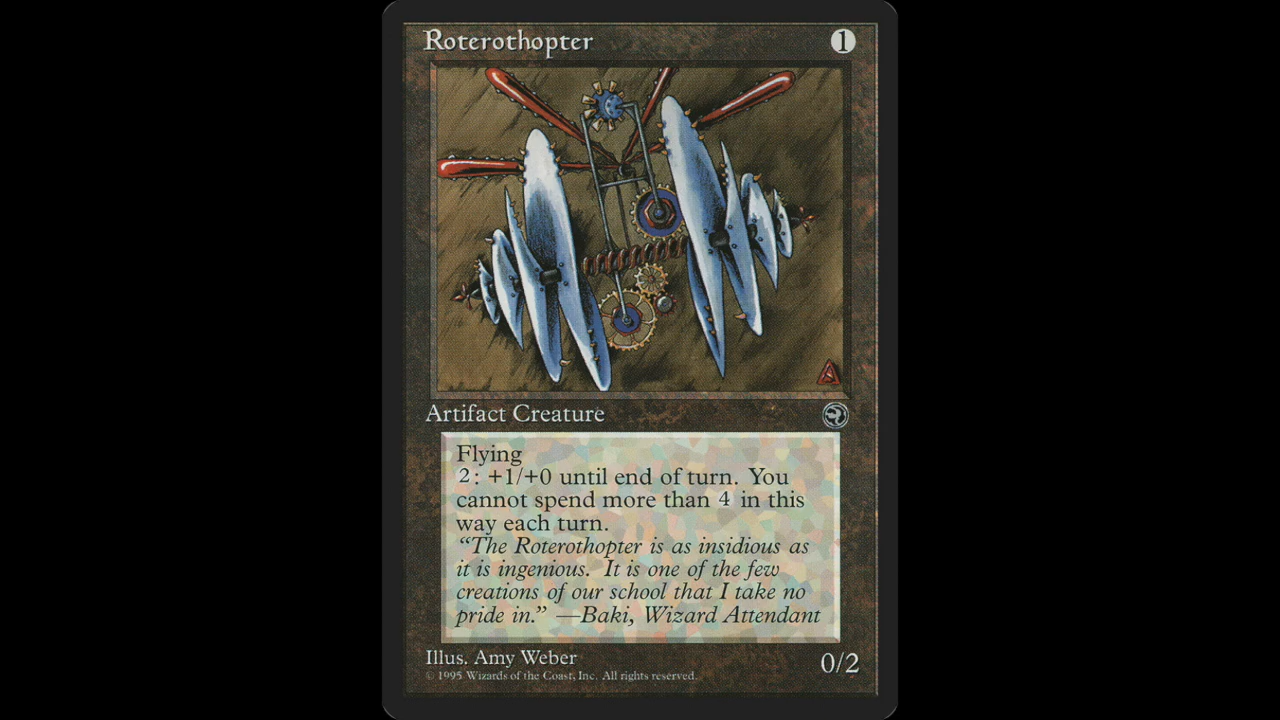 Roterothopter 1
Artifact Creature
Flying
2: +1/+0 until end of turn. You
cannot spend more than 4 in this
way each turn.
“The Roterothopter is as insidious as
it is ingenious. It is one of the few
creations of our school that I take no
pride in.” —Baki, Wizard Attendant
Illus. Amy Weber
© 1995 Wizards of the Coast, Inc. All rights reserved.
0/2